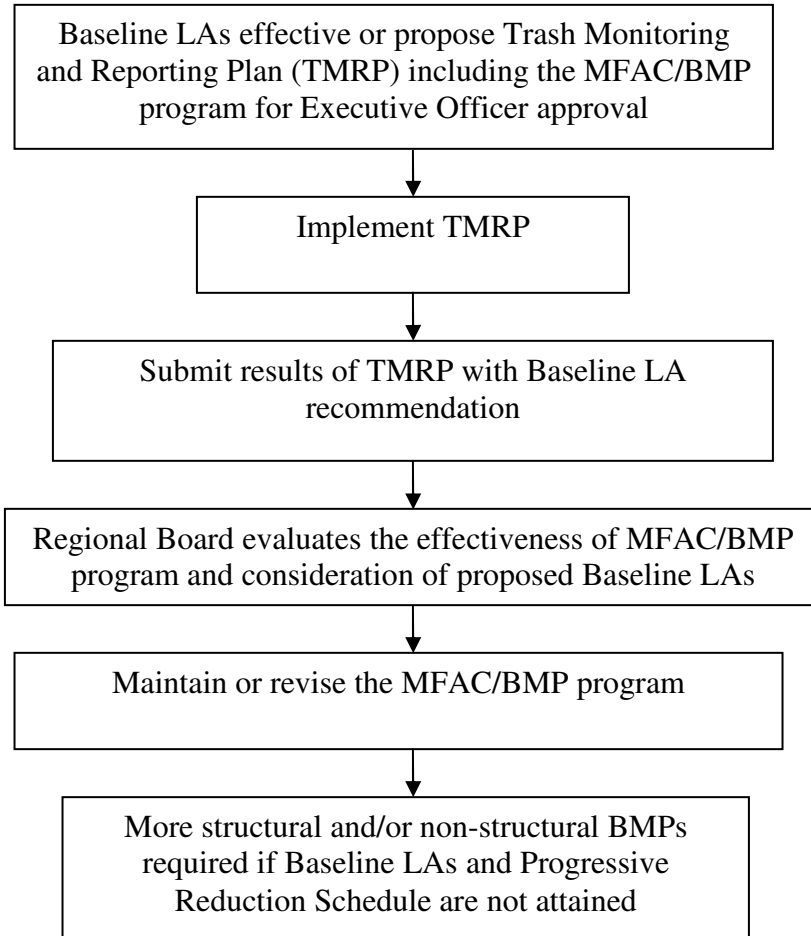 Baseline LAs effective or propose Trash Monitoring
and Reporting Plan (TMRP) including the MFAC/BMP
program for Executive Officer approval
Implement TMRP
Submit results of TMRP with Baseline LA
recommendation
Regional Board evaluates the effectiveness of MFAC/BMP
program and consideration of proposed Baseline LAs
Maintain or revise the MFAC/BMP program
More structural and/or non-structural BMPs
required if Baseline LAs and Progressive
Reduction Schedule are not attained